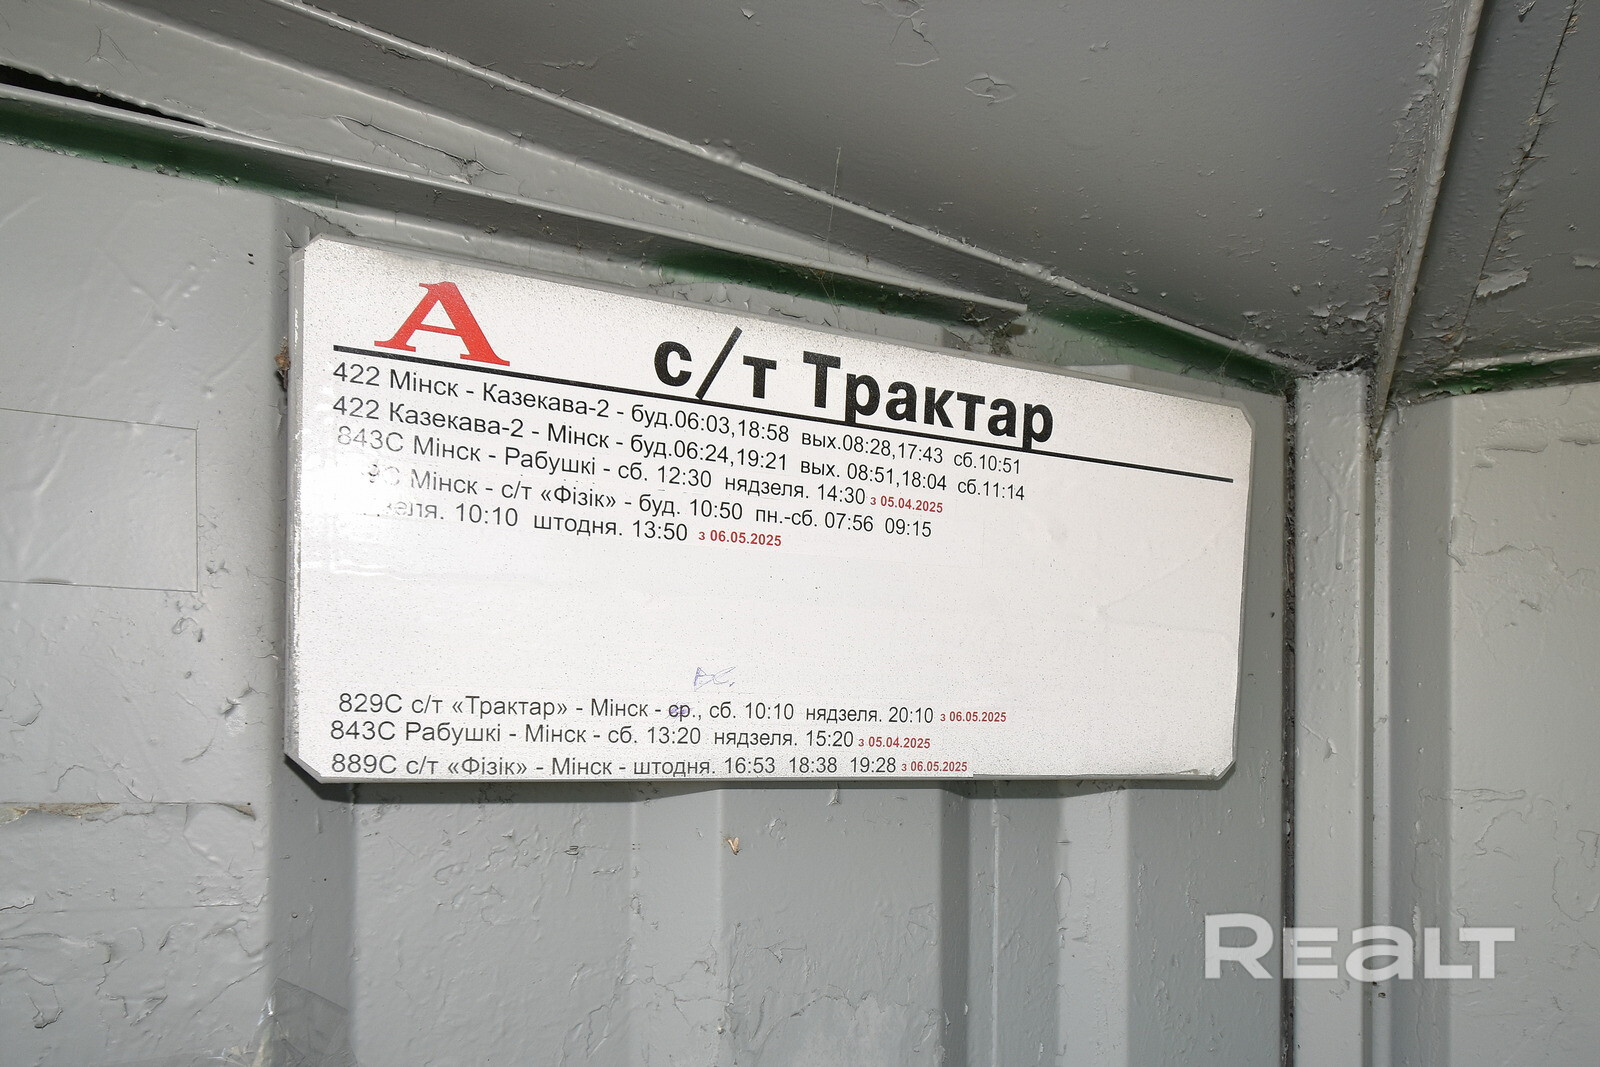 А
с/т Трактар
422 Мінск - Казекава-2 - буд.06:03,18:58 вых.08:28,17:43 сб.10:51
422 Казекава-2 - Мінск - буд.06:24,19:21 вых. 08:51,18:04 сб.11:14
843С Мінск - Рабушкі - сб. 12:30 нядзеля. 14:30 з 05.04.2025
9С Мінск - с/т «Фізік» - буд. 10:50 пн.-сб. 07:56 09:15
зеля. 10:10 штодня. 13:50 з 06.05.2025
вс.
829С с/т «Трактар» - Мінск - ср., сб. 10:10 нядзеля. 20:10 з 06.05.2025
843С Рабушкі - Мінск - сб. 13:20 нядзеля. 15:20 з 05.04.2025
889С с/т «Фізік» - Мінск - штодня. 16:53 18:38 19:28 з 06.05.2025
REALT